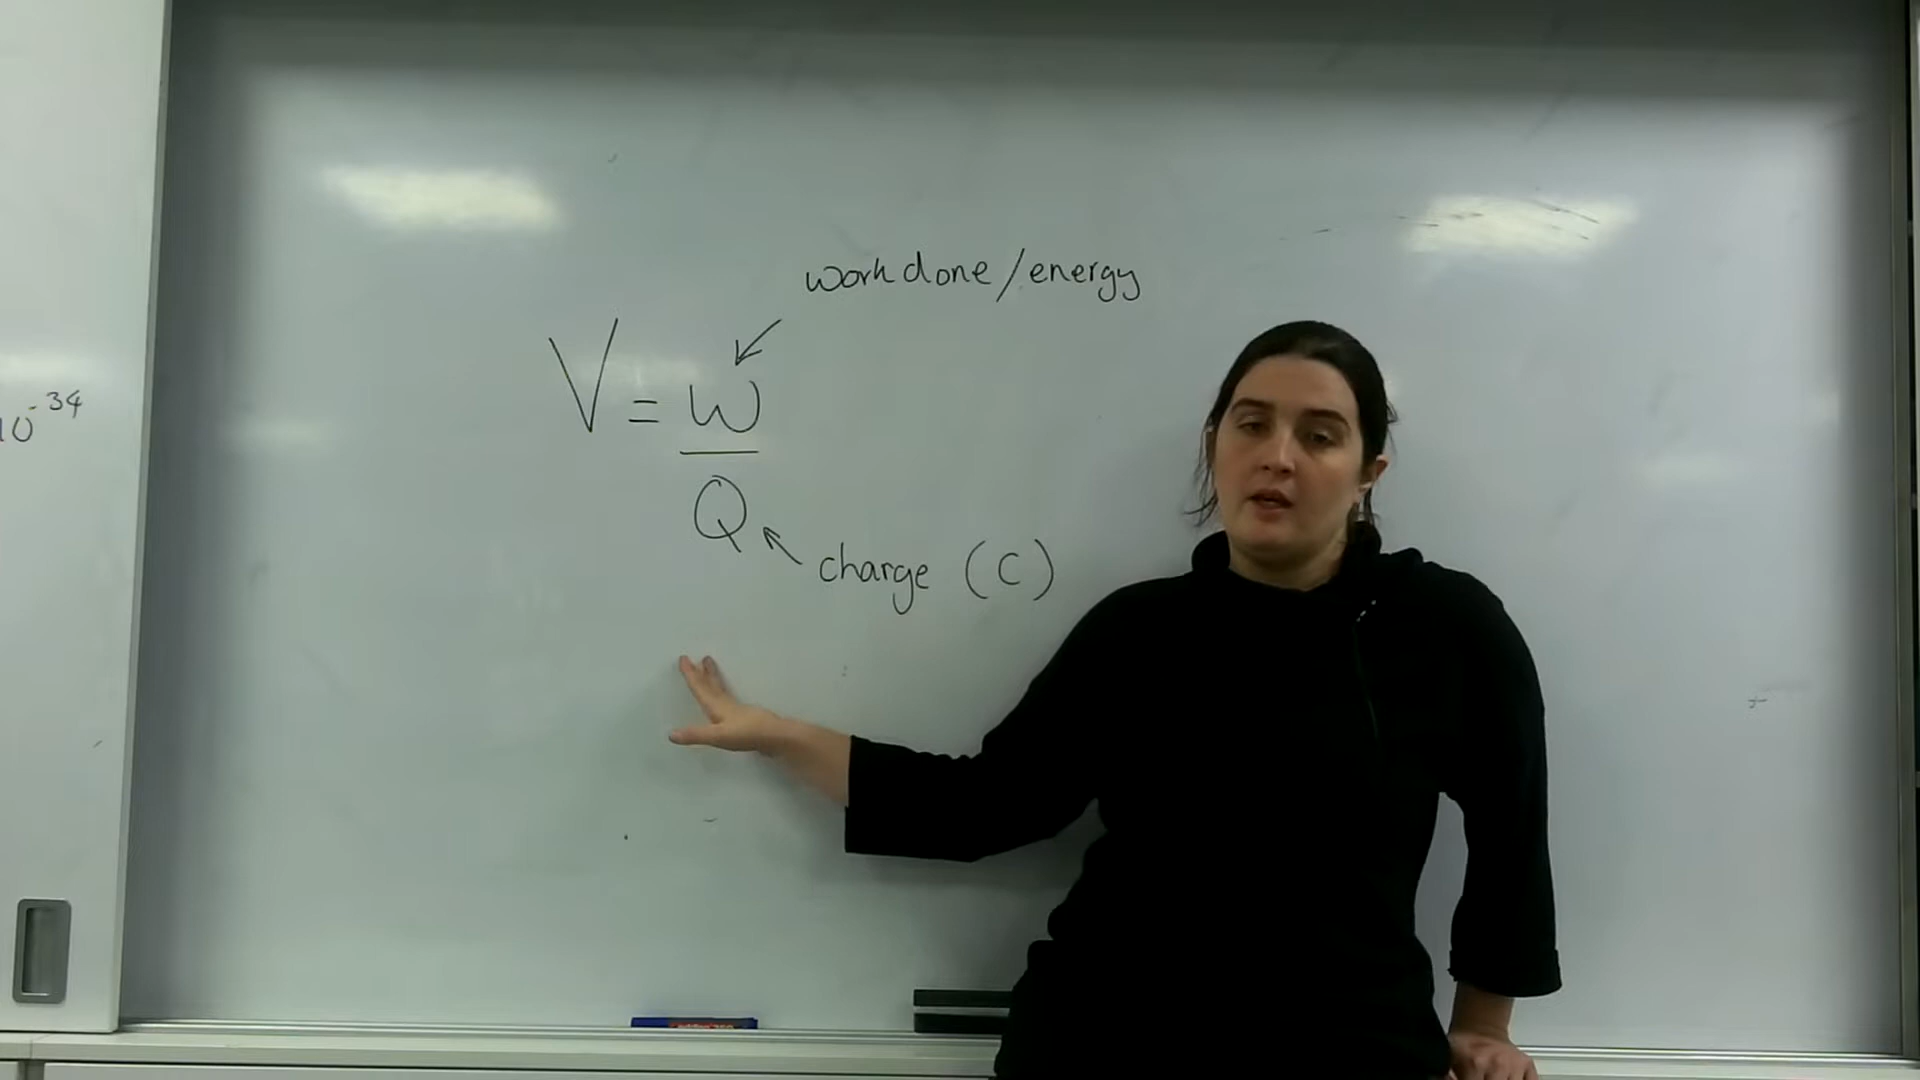 work done/energy
V = W
Q
charge (C)
10^-34